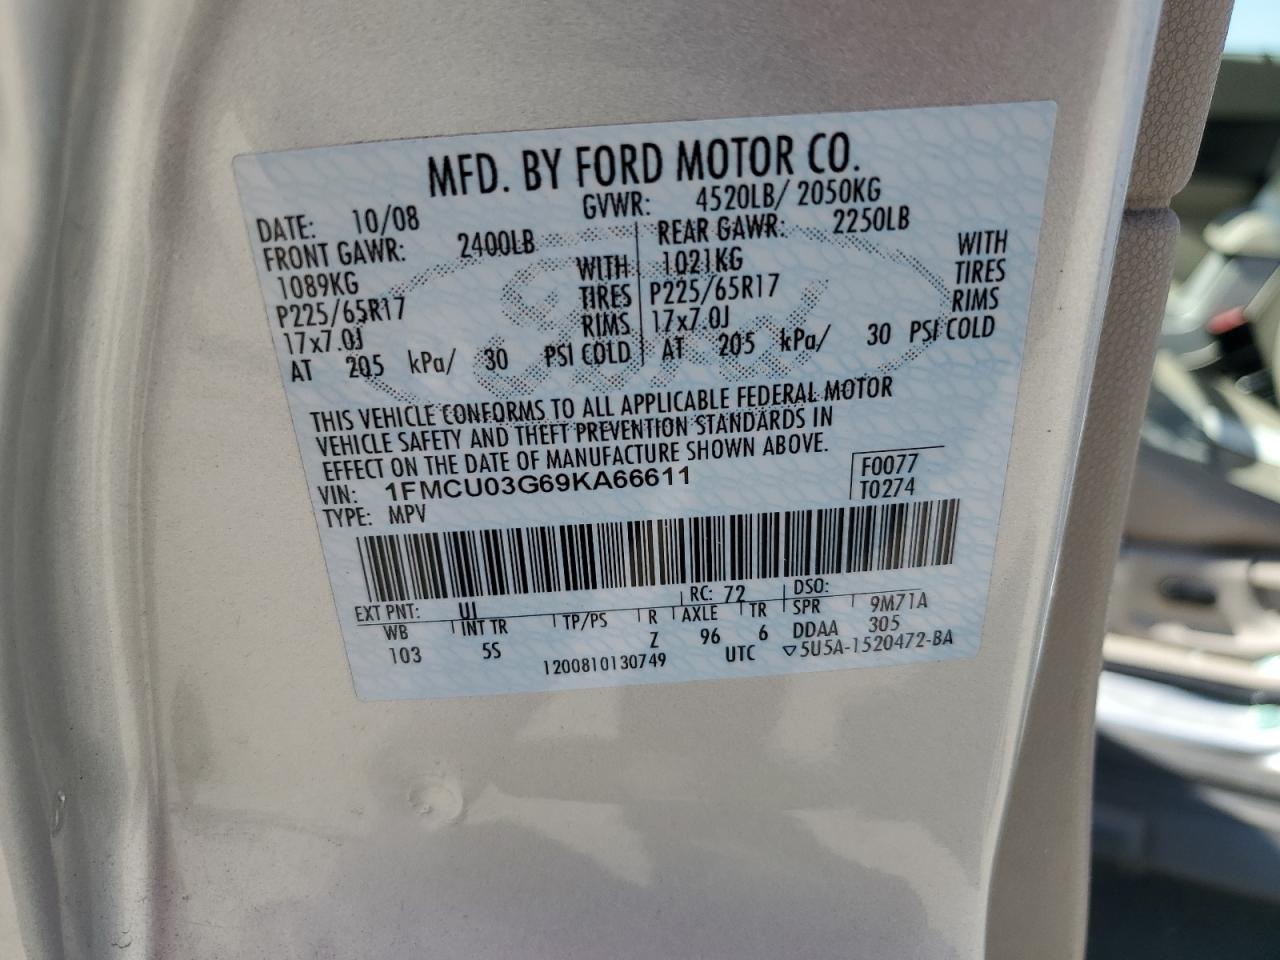 MFD. BY FORD MOTOR CO.
DATE: 10/08 GVWR: 4520LB/ 2050KG
FRONT GAWR: 2400LB REAR GAWR: 2250LB
1089KG WITH 1021KG WITH
P225/65R17 TIRES P225/65R17 TIRES
17x7.0J RIMS 17x7.0J RIMS
AT 205 kPa/ 30 PSI COLD AT 205 kPa/ 30 PSI COLD
THIS VEHICLE CONFORMS TO ALL APPLICABLE FEDERAL MOTOR
VEHICLE SAFETY AND THEFT PREVENTION STANDARDS IN
EFFECT ON THE DATE OF MANUFACTURE SHOWN ABOVE.
VIN: 1FMCU03G69KA66611 F0077
TYPE: MPV T0274
EXT PNT: UJ RC: 72 DSO:
WB INT TR TP/PS R AXLE TR SPR 9M71A
103 5S Z 96 6 DDAA 305
1200810130749 UTC ▽5U5A-1520472-BA